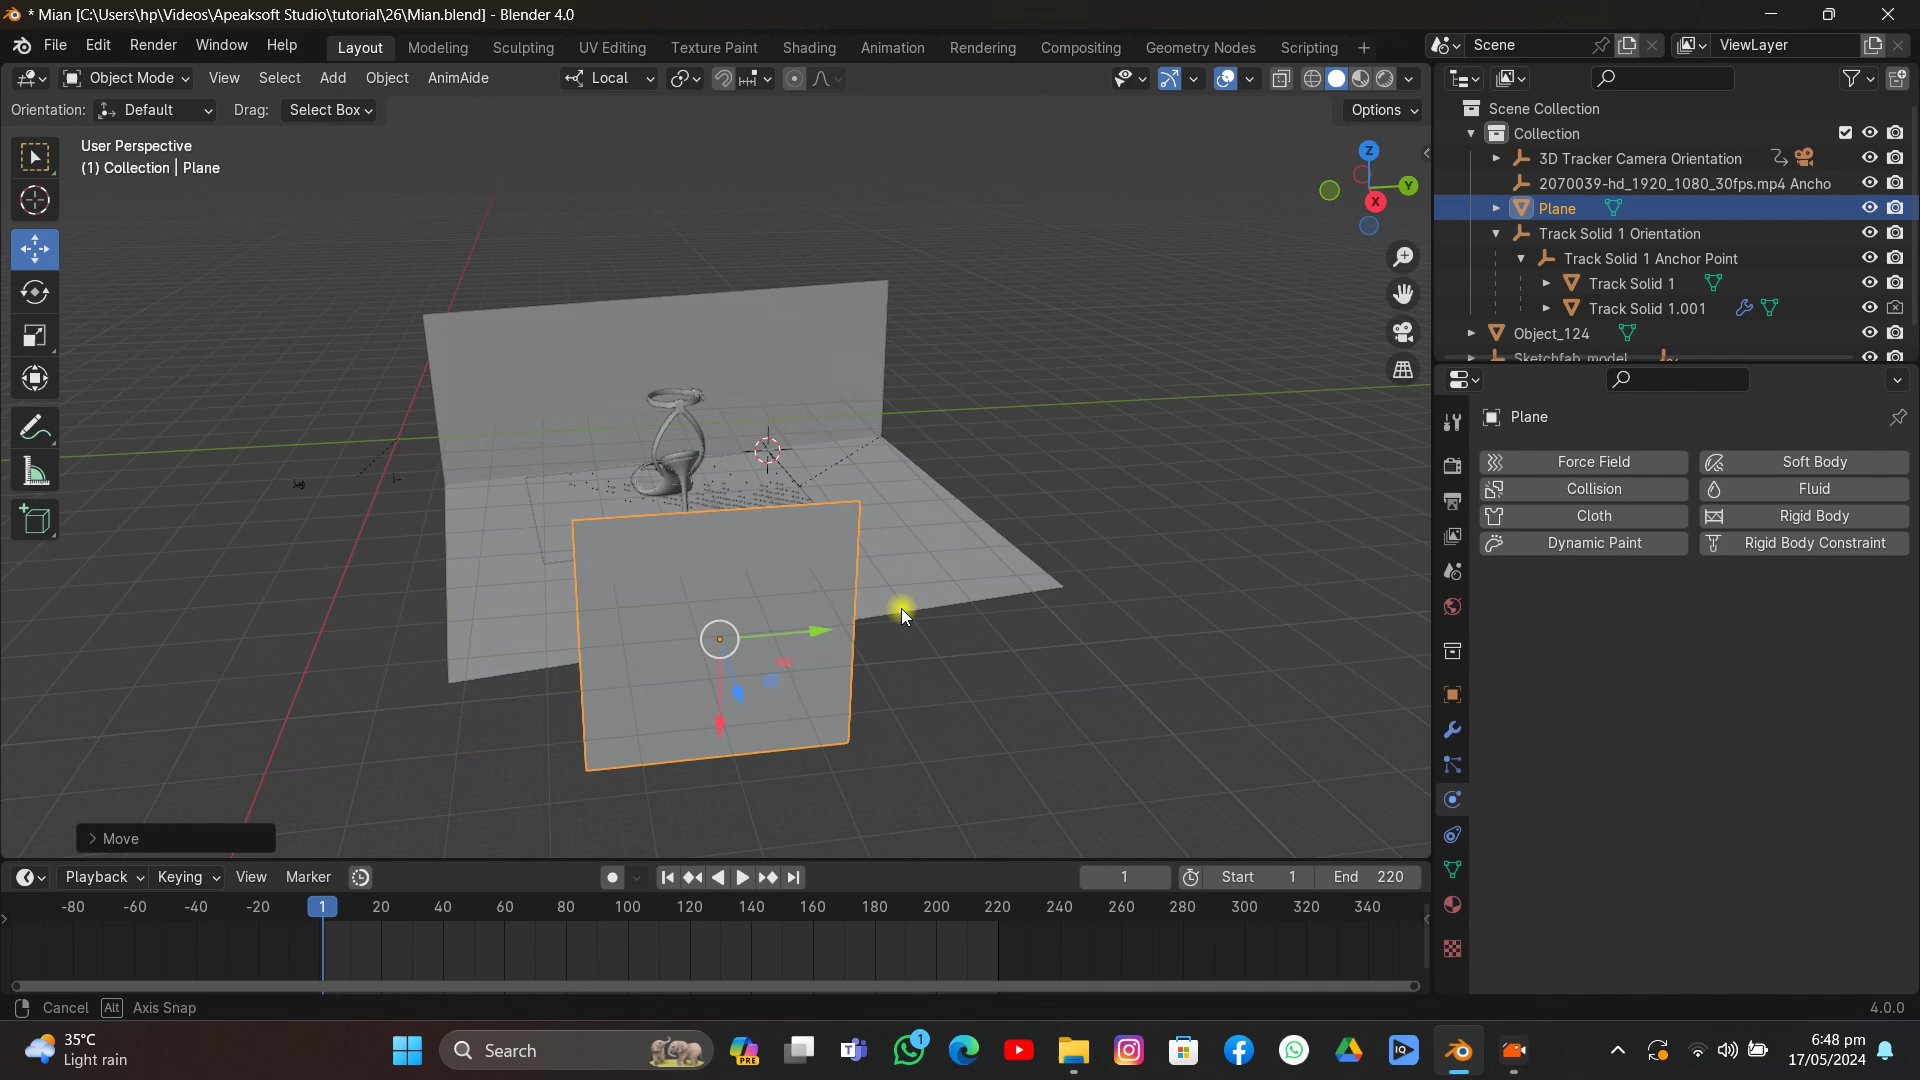 * Mian [C:\Users\hp\Videos\Apeaksoft Studio\tutorial\26\Mian.blend] - Blender 4.0
File Edit Render Window Help Layout Modeling Sculpting UV Editing Texture Paint Shading Animation Rendering Compositing Geometry Nodes Scripting + Scene ViewLayer
Object Mode View Select Add Object AnimAide Local
Orientation: Default Drag: Select Box Options
User Perspective
(1) Collection | Plane
Z
Y
X
Scene Collection
Collection
3D Tracker Camera Orientation
2070039-hd_1920_1080_30fps.mp4 Ancho
Plane
Track Solid 1 Orientation
Track Solid 1 Anchor Point
Track Solid 1
Track Solid 1.001
Object_124
Sketchfab_model
Plane
Force Field Soft Body
Collision Fluid
Cloth Rigid Body
Dynamic Paint Rigid Body Constraint
Move
Playback Keying View Marker 1 Start 1 End 220
-80 -60 -40 -20 1 20 40 60 80 100 120 140 160 180 200 220 240 260 280 300 320 340
Cancel Alt Axis Snap 4.0.0
35°C
Light rain
Search
PRE
1
IQ
6:48 pm
17/05/2024